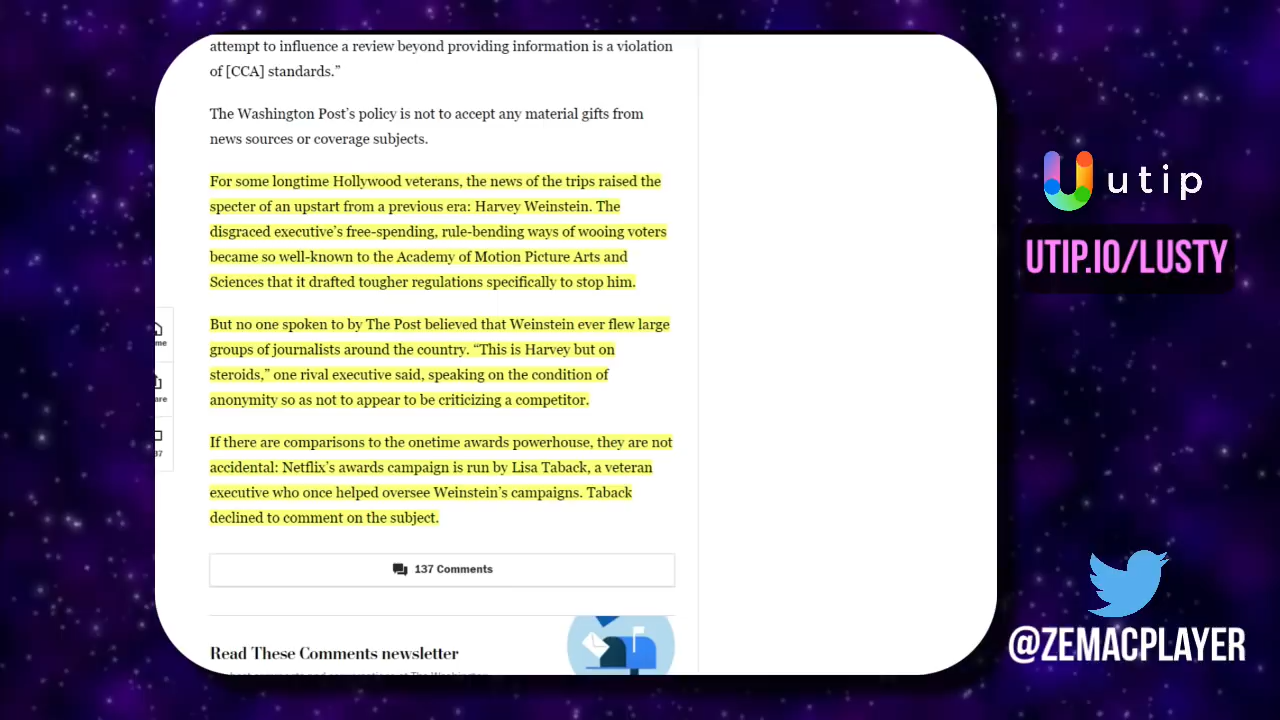 attempt to influence a review beyond providing information is a violation
of [CCA] standards.”
The Washington Post’s policy is not to accept any material gifts from
news sources or coverage subjects.
For some longtime Hollywood veterans, the news of the trips raised the
specter of an upstart from a previous era: Harvey Weinstein. The
disgraced executive’s free-spending, rule-bending ways of wooing voters
became so well-known to the Academy of Motion Picture Arts and
Sciences that it drafted tougher regulations specifically to stop him.
But no one spoken to by The Post believed that Weinstein ever flew large
groups of journalists around the country. “This is Harvey but on
steroids,” one rival executive said, speaking on the condition of
anonymity so as not to appear to be criticizing a competitor.
If there are comparisons to the onetime awards powerhouse, they are not
accidental: Netflix’s awards campaign is run by Lisa Taback, a veteran
executive who once helped oversee Weinstein’s campaigns. Taback
declined to comment on the subject.
137 Comments
Read These Comments newsletter
me
are
37
utip
UTIP.IO/LUSTY
@ZEMACPLAYER